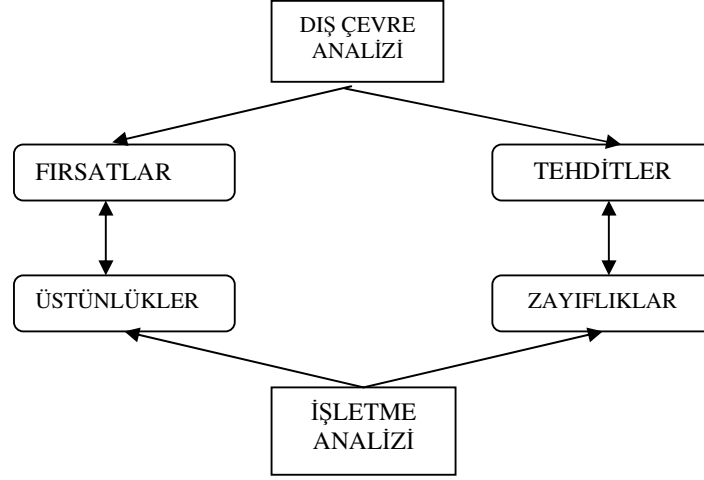 DIŞ ÇEVRE
ANALİZİ
FIRSATLAR
TEHDİTLER
ÜSTÜNLÜKLER
ZAYIFLIKLAR
İŞLETME
ANALİZİ